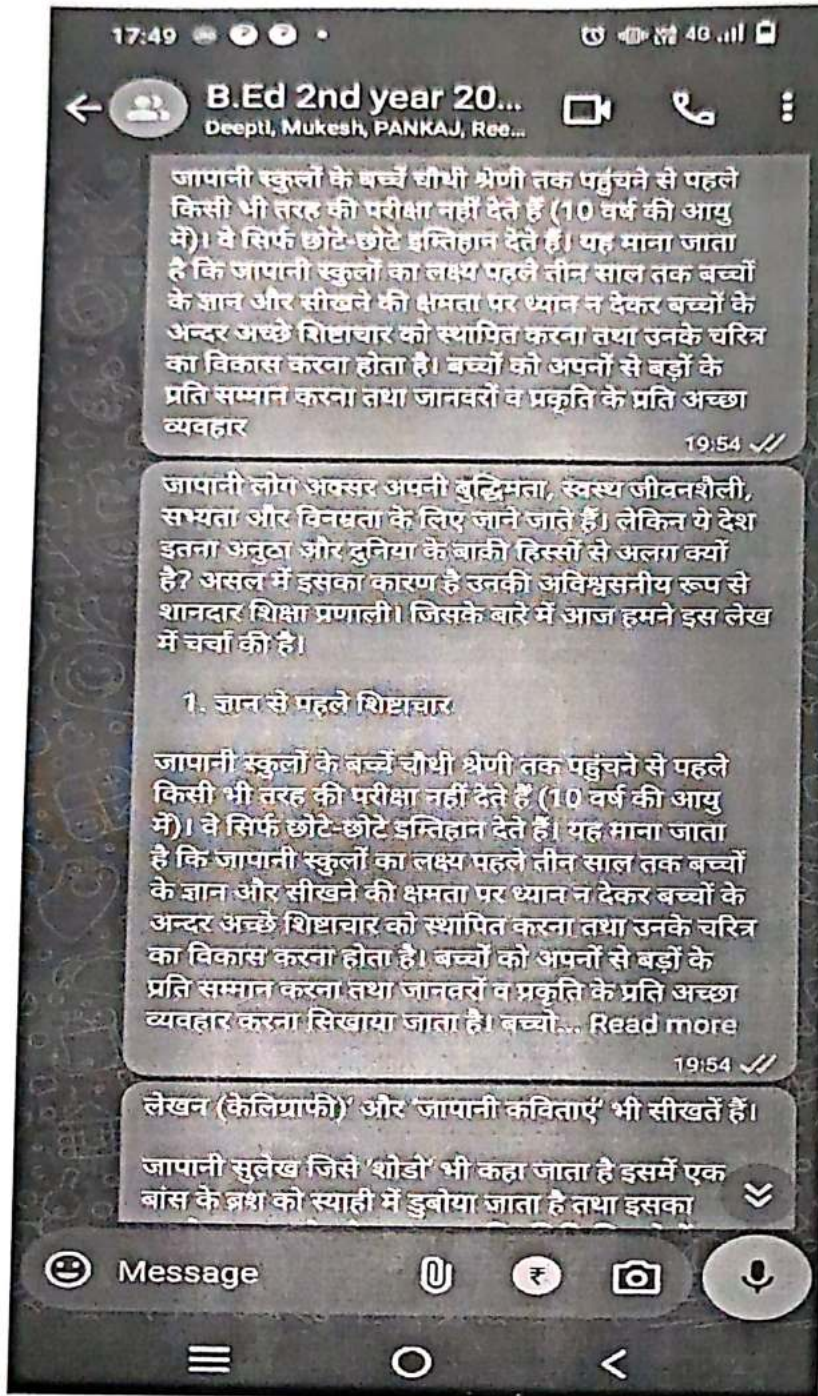 17:49
4G
B.Ed 2nd year 20...
Deepti, Mukesh, PANKAJ, Ree...
जापानी स्कुलों के बच्चें चौथी श्रेणी तक पहुंचने से पहले
किसी भी तरह की परीक्षा नहीं देते हैं (10 वर्ष की आयु
में)। वे सिर्फ छोटे-छोटे इम्तिहान देते हैं। यह माना जाता
है कि जापानी स्कुलों का लक्ष्य पहले तीन साल तक बच्चों
के ज्ञान और सीखने की क्षमता पर ध्यान न देकर बच्चों के
अन्दर अच्छे शिष्टाचार को स्थापित करना तथा उनके चरित्र
का विकास करना होता है। बच्चों को अपनों से बड़ों के
प्रति सम्मान करना तथा जानवरों व प्रकृति के प्रति अच्छा
व्यवहार
19:54
जापानी लोग अक्सर अपनी बुद्धिमता, स्वस्थ जीवनशैली,
सभ्यता और विनम्रता के लिए जाने जाते हैं। लेकिन ये देश
इतना अनुठा और दुनिया के बाकी हिस्सों से अलग क्यों
है? असल में इसका कारण है उनकी अविश्वसनीय रूप से
शानदार शिक्षा प्रणाली। जिसके बारे में आज हमने इस लेख
में चर्चा की है।
1. ज्ञान से पहले शिष्टाचार
जापानी स्कुलों के बच्चें चौथी श्रेणी तक पहुंचने से पहले
किसी भी तरह की परीक्षा नहीं देते हैं (10 वर्ष की आयु
में)। वे सिर्फ छोटे-छोटे इम्तिहान देते हैं। यह माना जाता
है कि जापानी स्कुलों का लक्ष्य पहले तीन साल तक बच्चों
के ज्ञान और सीखने की क्षमता पर ध्यान न देकर बच्चों के
अन्दर अच्छे शिष्टाचार को स्थापित करना तथा उनके चरित्र
का विकास करना होता है। बच्चों को अपनों से बड़ों के
प्रति सम्मान करना तथा जानवरों व प्रकृति के प्रति अच्छा
व्यवहार करना सिखाया जाता है। बच्चो... Read more
19:54
लेखन (केलिग्राफी)' और 'जापानी कविताएं' भी सीखतें हैं।
जापानी सुलेख जिसे 'शोडो' भी कहा जाता है इसमें एक
बांस के ब्रश को स्याही में डुबोया जाता है तथा इसका
Message
₹